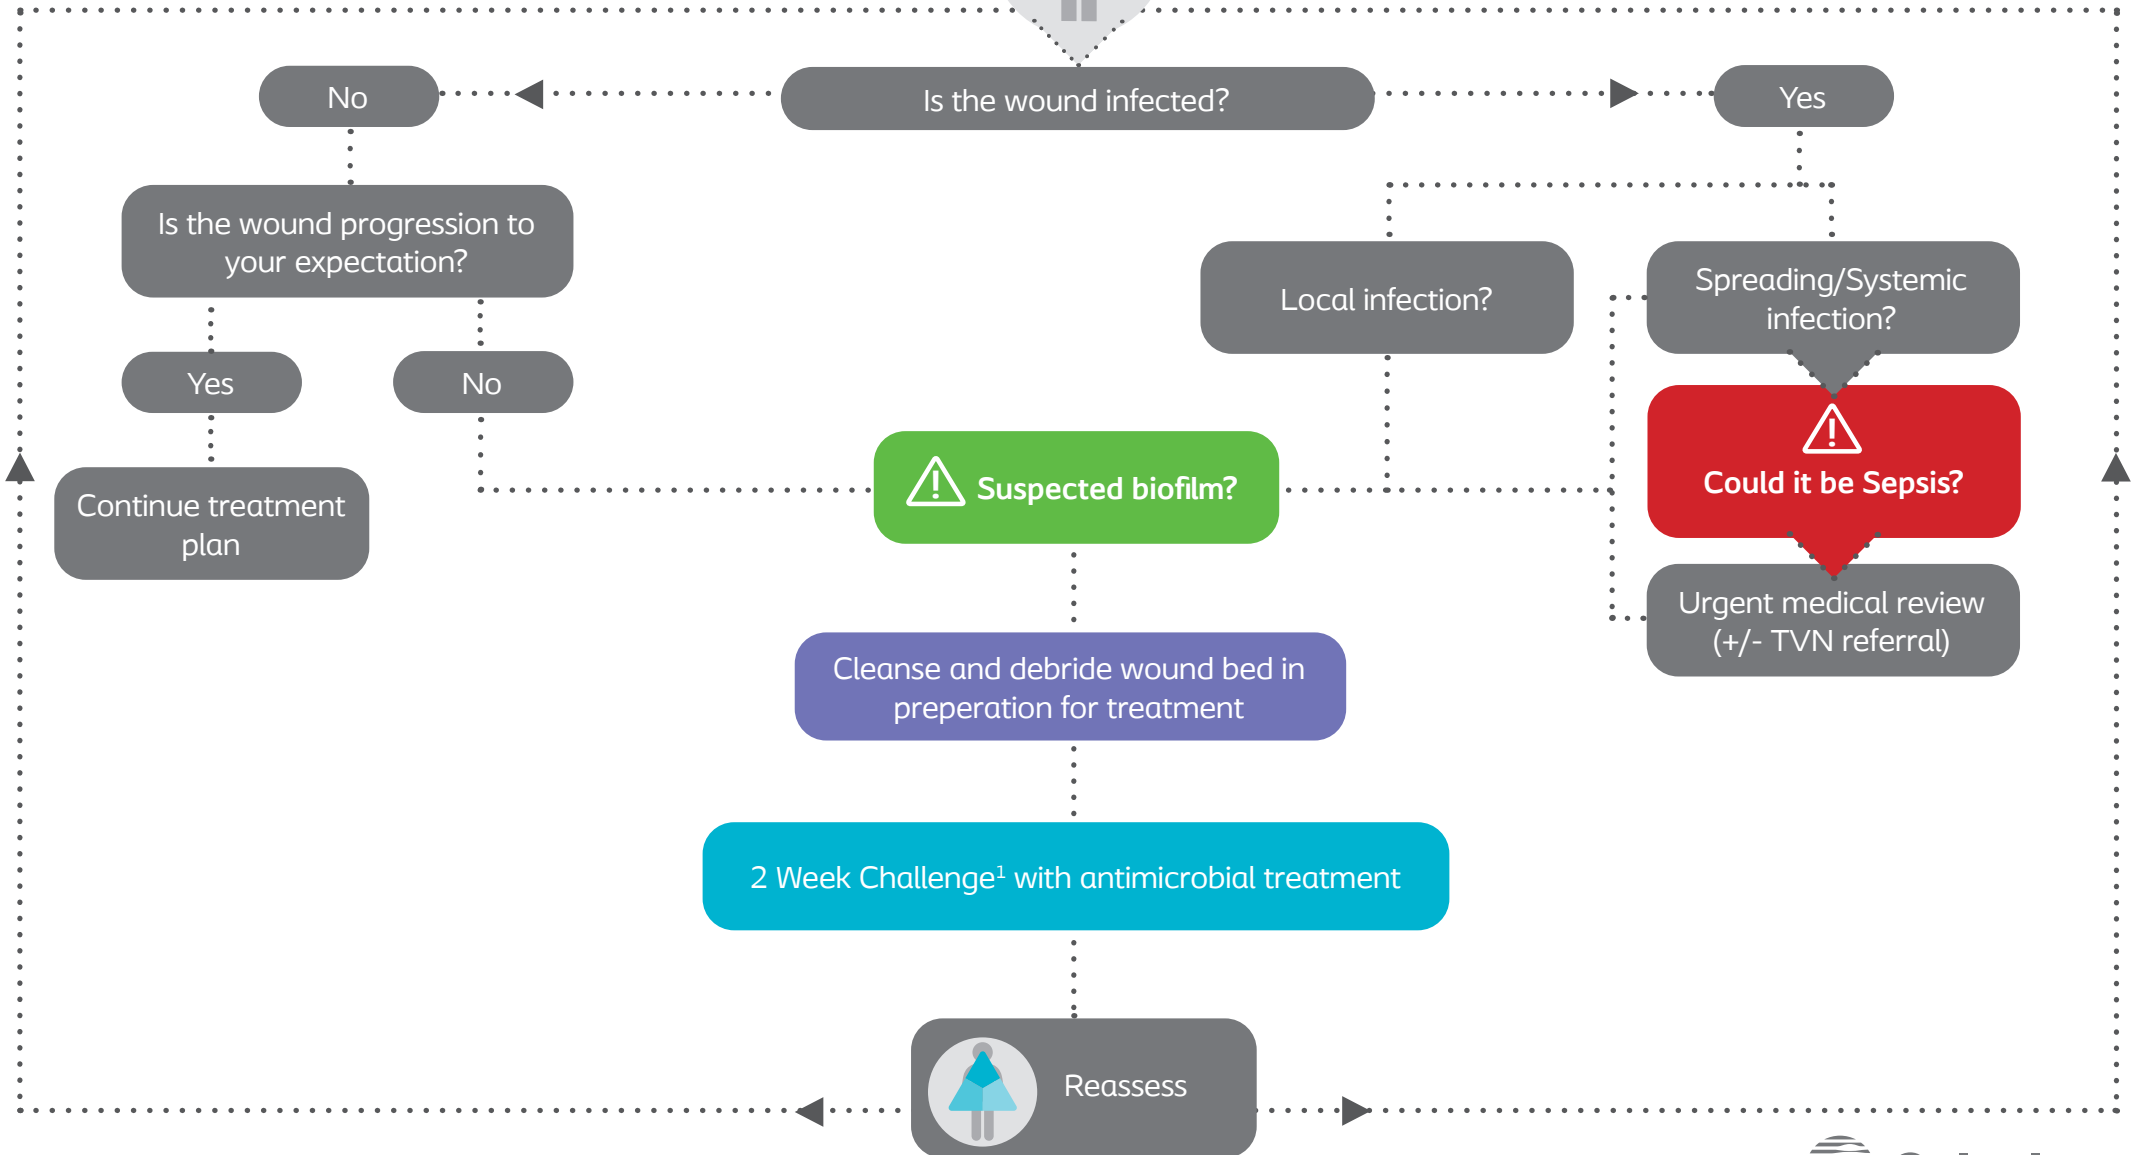 Is the wound infected?
No
Yes
Is the wound progression to
your expectation?
Local infection?
Spreading/Systemic
infection?
Yes
No
Suspected biofilm?
Could it be Sepsis?
Continue treatment
plan
Urgent medical review
(+/- TVN referral)
Cleanse and debride wound bed in
preperation for treatment
2 Week Challenge¹ with antimicrobial treatment
Reassess